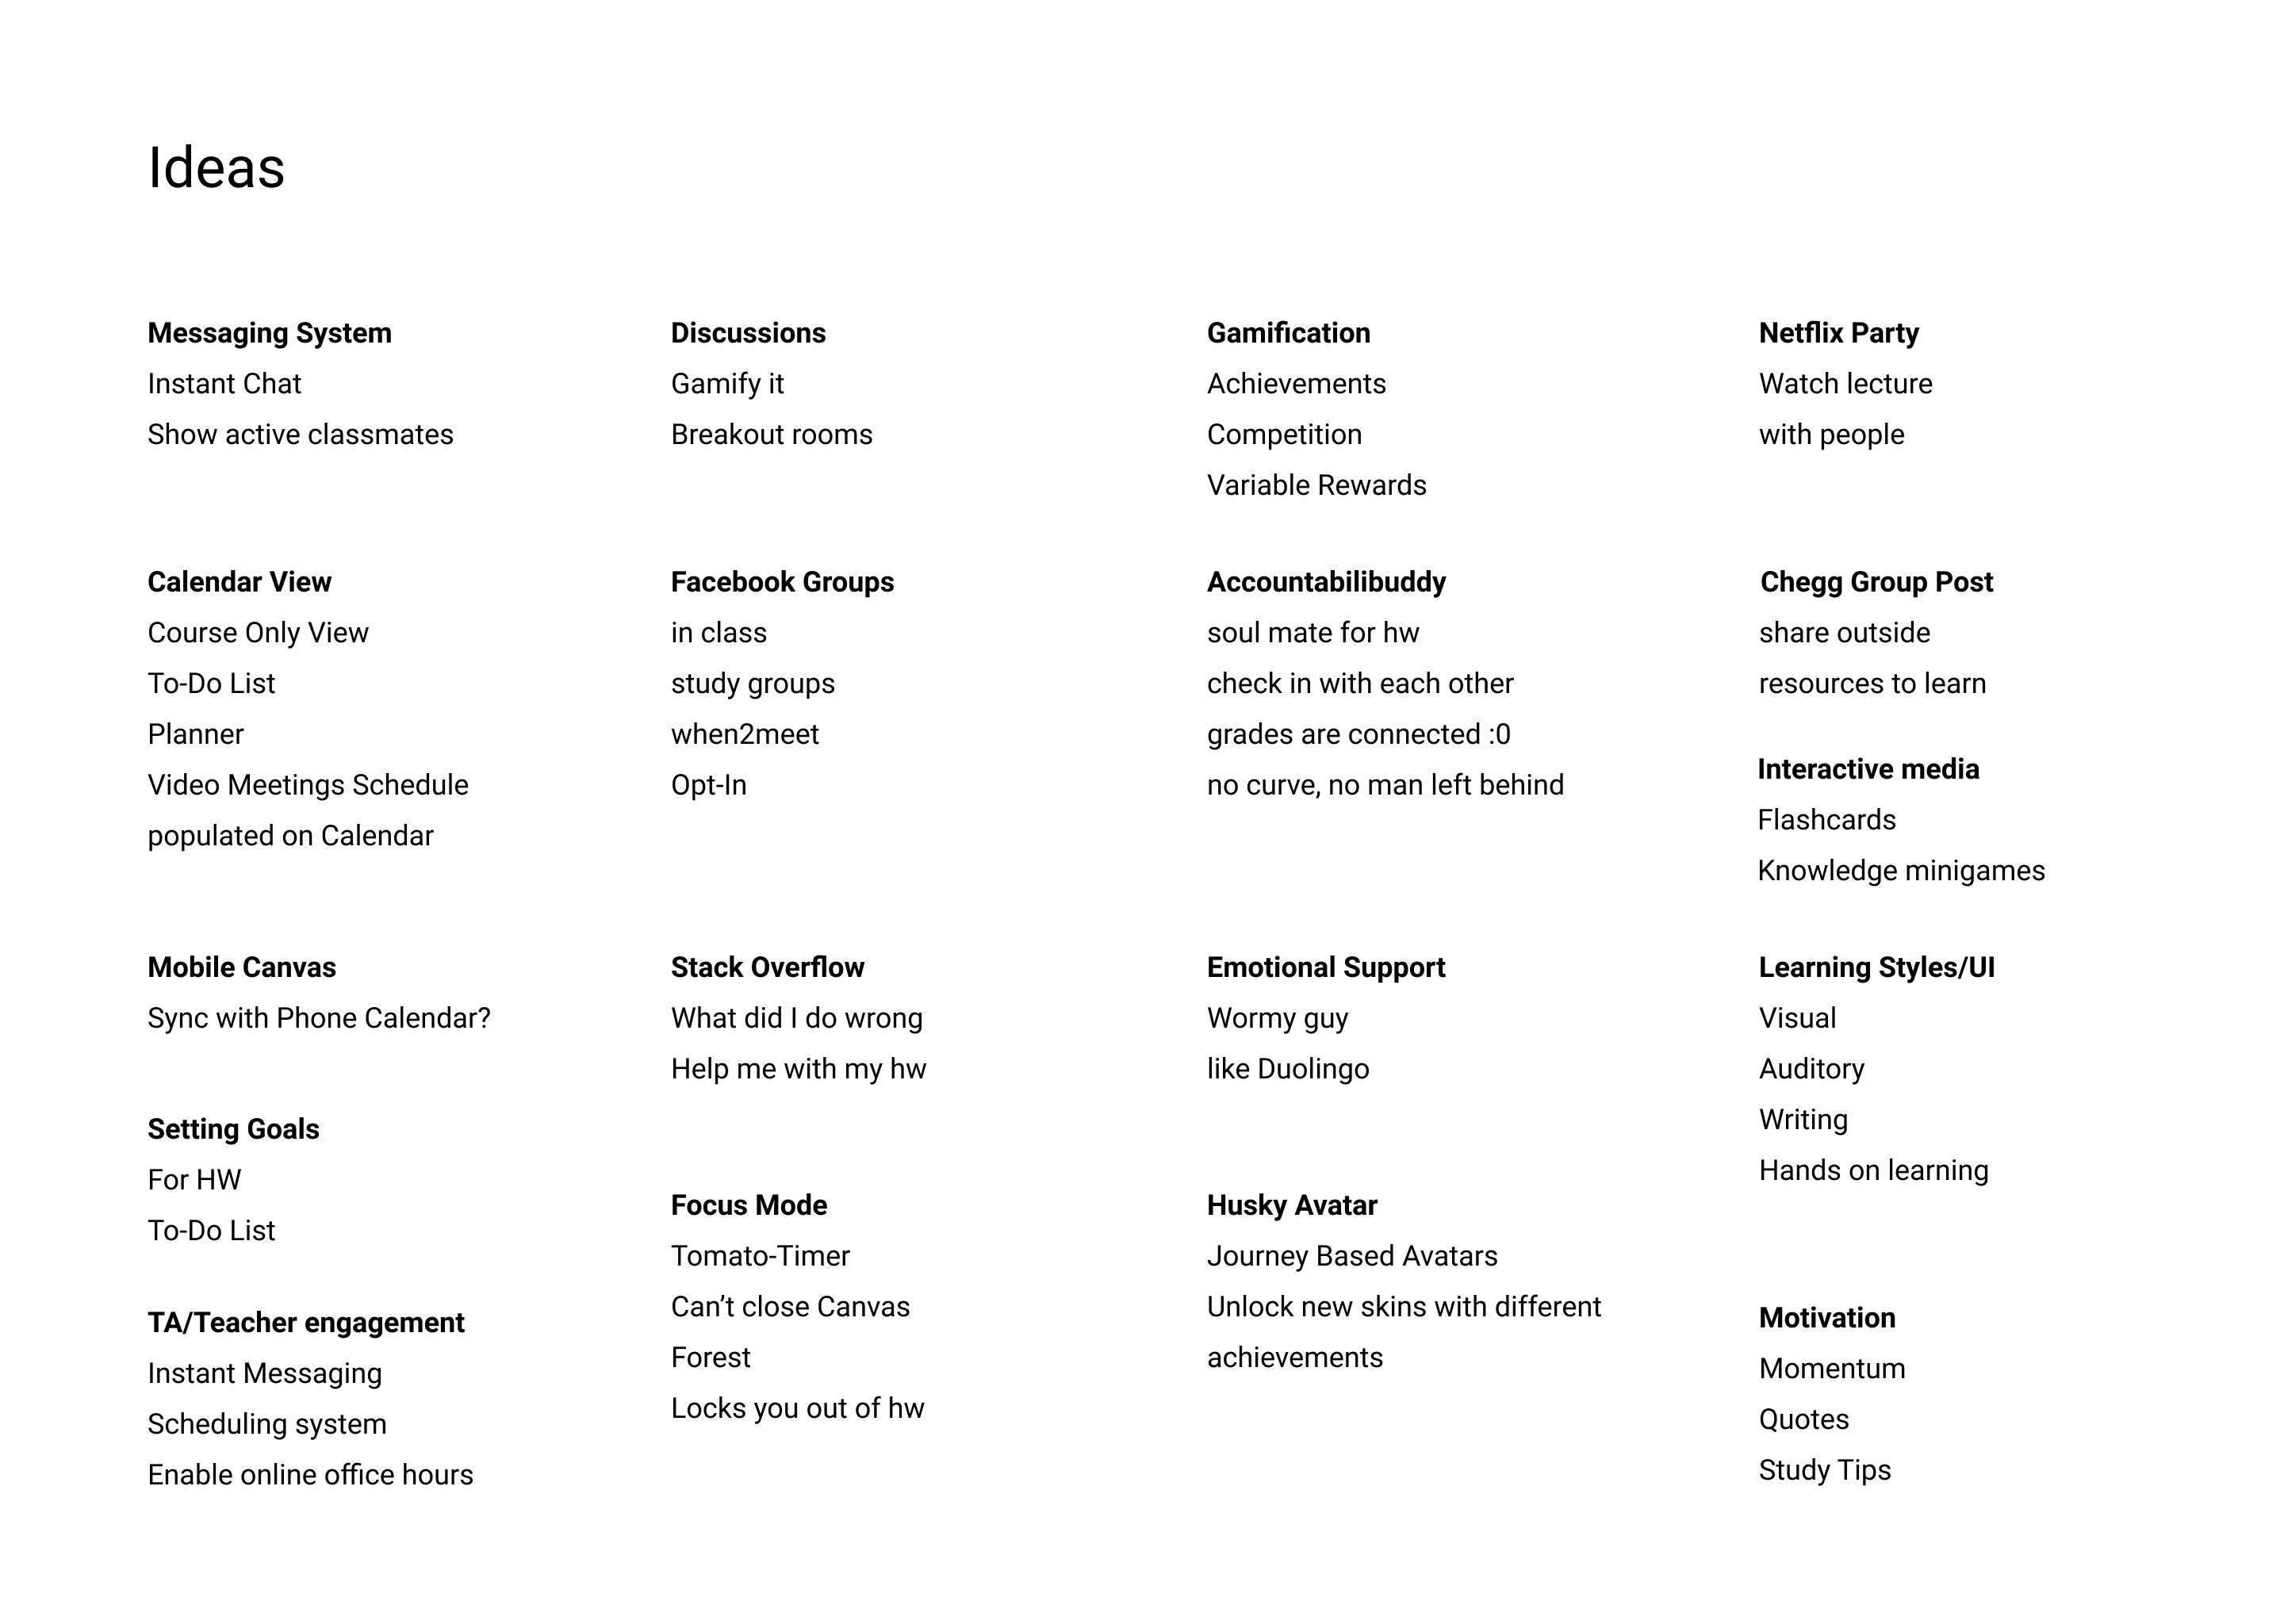 Ideas
Messaging System
Instant Chat
Show active classmates
Discussions
Gamify it
Breakout rooms
Gamification
Achievements
Competition
Variable Rewards
Netflix Party
Watch lecture
with people
Calendar View
Course Only View
To-Do List
Planner
Video Meetings Schedule
populated on Calendar
Facebook Groups
in class
study groups
when2meet
Opt-In
Accountabilibuddy
soul mate for hw
check in with each other
grades are connected :0
no curve, no man left behind
Chegg Group Post
share outside
resources to learn
Interactive media
Flashcards
Knowledge minigames
Mobile Canvas
Sync with Phone Calendar?
Setting Goals
For HW
To-Do List
TA/Teacher engagement
Instant Messaging
Scheduling system
Enable online office hours
Stack Overflow
What did I do wrong
Help me with my hw
Focus Mode
Tomato-Timer
Can’t close Canvas
Forest
Locks you out of hw
Emotional Support
Wormy guy
like Duolingo
Husky Avatar
Journey Based Avatars
Unlock new skins with different
achievements
Learning Styles/UI
Visual
Auditory
Writing
Hands on learning
Motivation
Momentum
Quotes
Study Tips